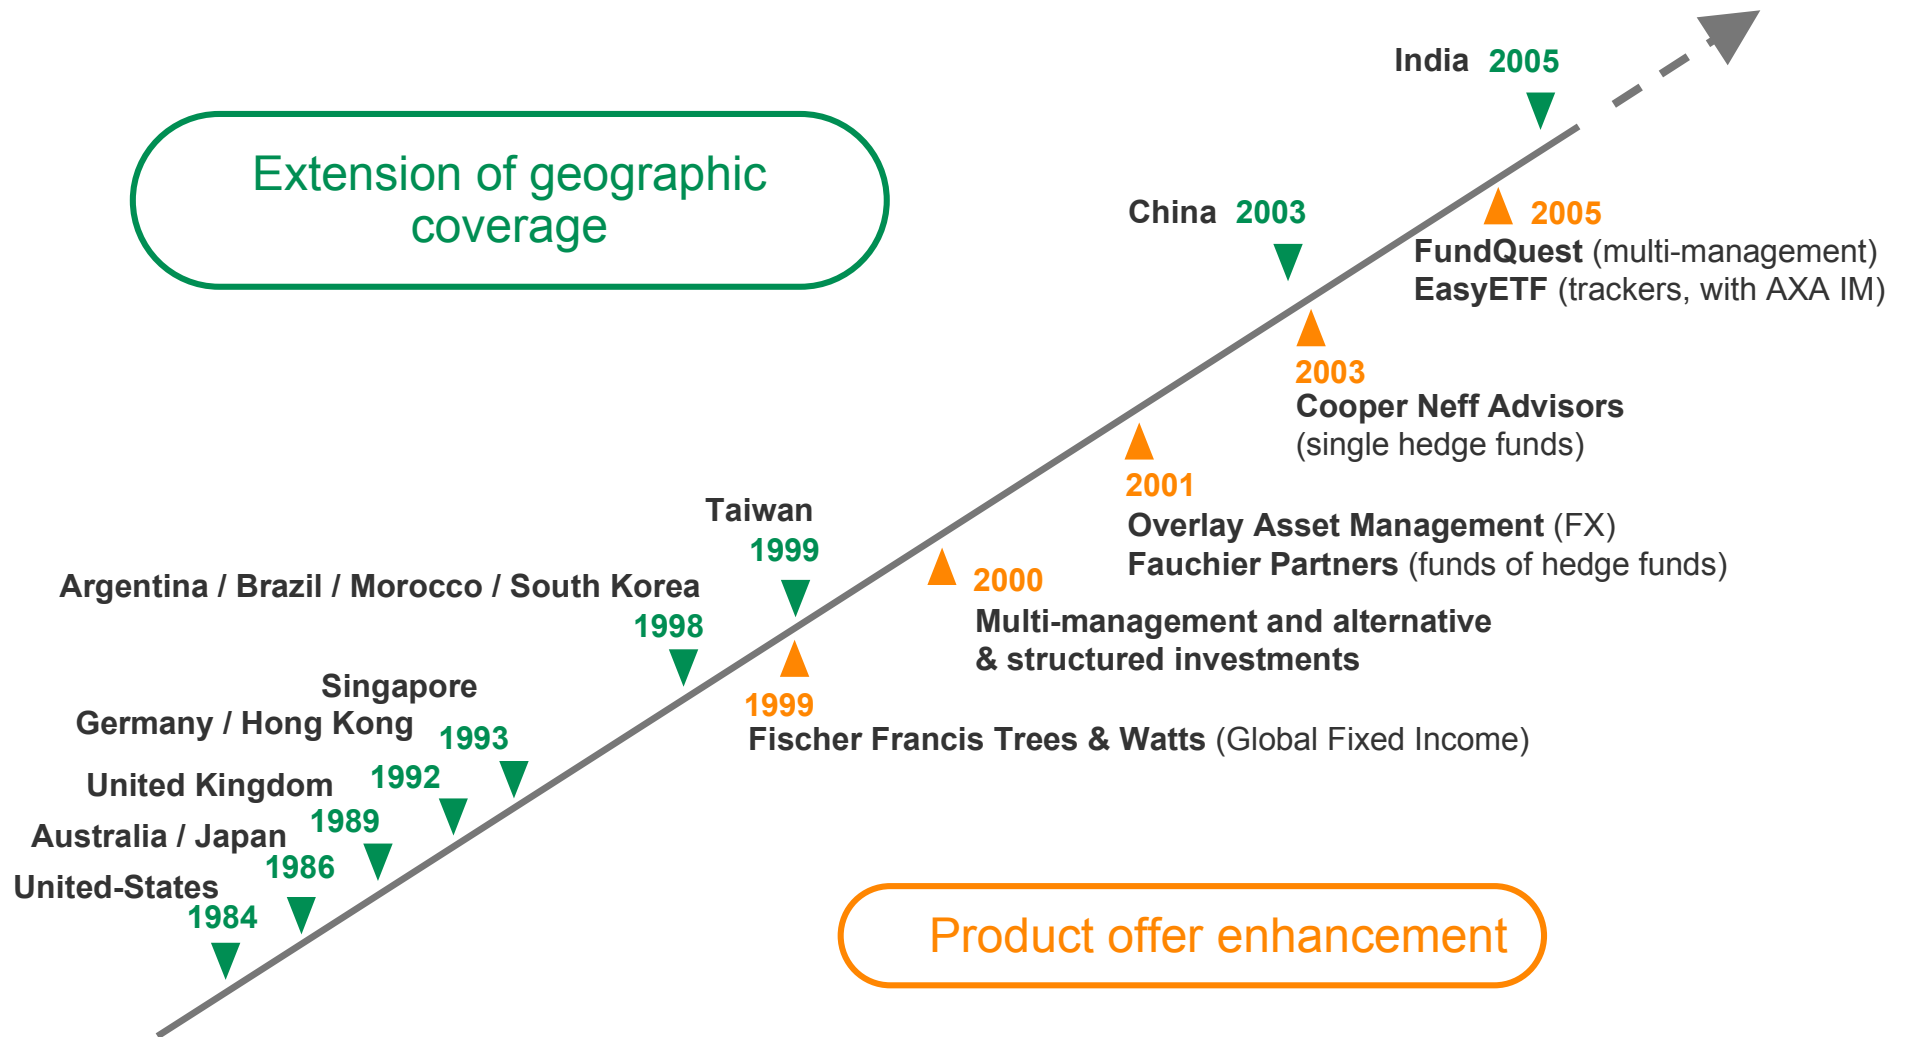 India 2005
Extension of geographic
coverage
China 2003
2005
FundQuest (multi-management)
EasyETF (trackers, with AXA IM)
2003
Cooper Neff Advisors
(single hedge funds)
2001
Overlay Asset Management (FX)
Fauchier Partners (funds of hedge funds)
Taiwan
1999
2000
Multi-management and alternative
& structured investments
Argentina / Brazil / Morocco / South Korea
1998
1999
Fischer Francis Trees & Watts (Global Fixed Income)
Singapore
1993
Germany / Hong Kong
1992
United Kingdom
1989
Australia / Japan
1986
United-States
1984
Product offer enhancement